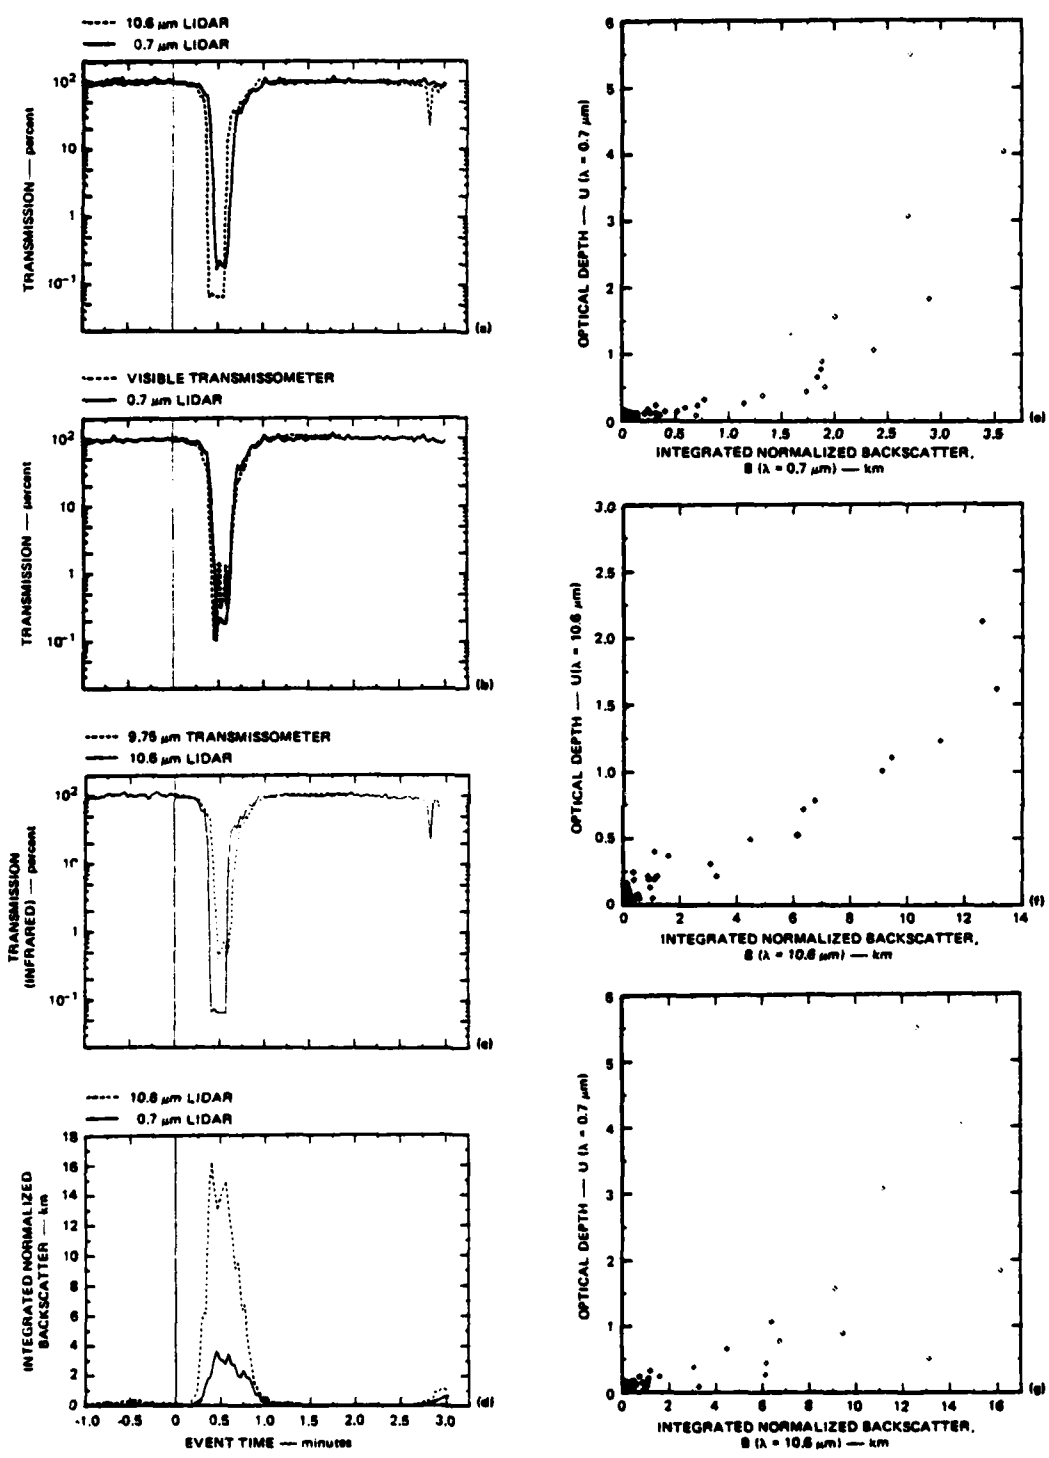 10.6 μm LIDAR
0.7 μm LIDAR
10²
10
1
10⁻¹
TRANSMISSION — percent
(a)
VISIBLE TRANSMISSOMETER
0.7 μm LIDAR
10²
10
1
10⁻¹
TRANSMISSION — percent
(b)
9.75 μm TRANSMISSOMETER
10.6 μm LIDAR
10²
10
1
10⁻¹
TRANSMISSION
(INFRARED) — percent
(c)
10.6 μm LIDAR
0.7 μm LIDAR
18
16
14
12
10
8
6
4
2
0
INTEGRATED NORMALIZED
BACKSCATTER — km
(d)
-1.0 -0.5 0 0.5 1.0 1.5 2.0 2.5 3.0
EVENT TIME — minutes
6
5
4
3
2
1
0
OPTICAL DEPTH — U (λ = 0.7 μm)
(e)
0 0.5 1.0 1.5 2.0 2.5 3.0 3.5
INTEGRATED NORMALIZED BACKSCATTER,
B (λ = 0.7 μm) — km
3.0
2.5
2.0
1.5
1.0
0.5
0
OPTICAL DEPTH — U(λ = 10.6 μm)
(f)
0 2 4 6 8 10 12 14
INTEGRATED NORMALIZED BACKSCATTER,
B (λ = 10.6 μm) — km
6
5
4
3
2
1
0
OPTICAL DEPTH — U (λ = 0.7 μm)
(g)
0 2 4 6 8 10 12 14 16
INTEGRATED NORMALIZED BACKSCATTER,
B (λ = 10.6 μm) — km